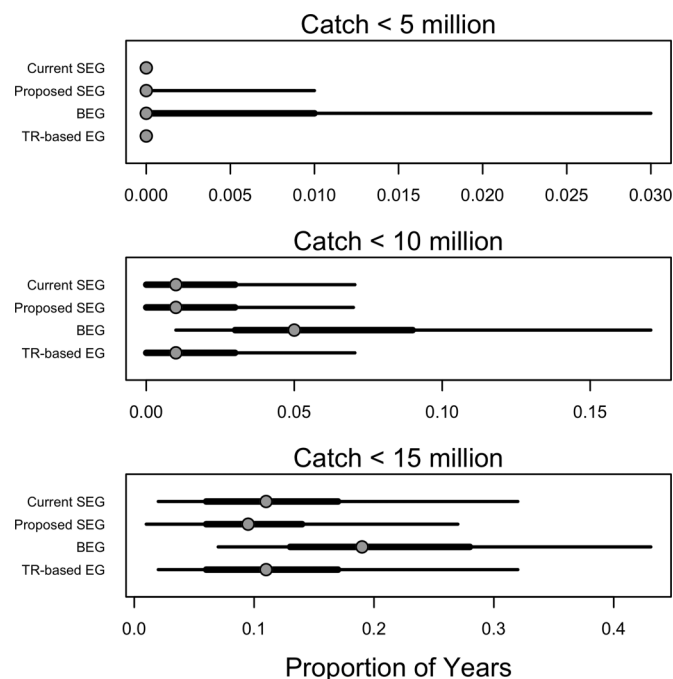 Catch < 5 million
Current SEG
Proposed SEG
BEG
TR-based EG
0.000 0.005 0.010 0.015 0.020 0.025 0.030
Catch < 10 million
Current SEG
Proposed SEG
BEG
TR-based EG
0.00 0.05 0.10 0.15
Catch < 15 million
Current SEG
Proposed SEG
BEG
TR-based EG
0.0 0.1 0.2 0.3 0.4
Proportion of Years